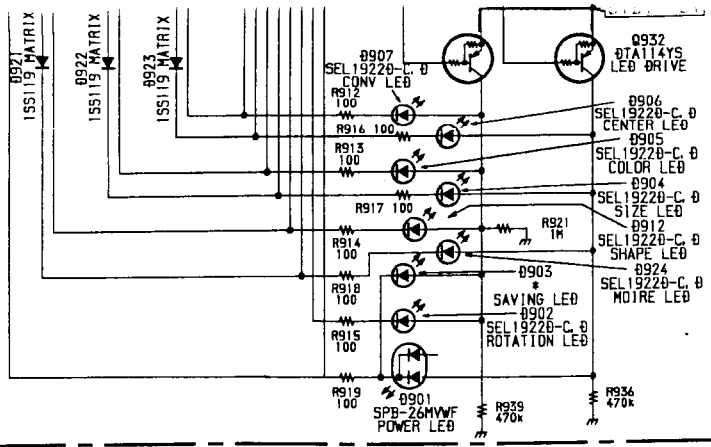 D921
1SS119 MATRIX
D922
1SS119 MATRIX
D923
1SS119 MATRIX
D907
SEL1922D-C, D
CONV LED
Q932
DTA114YS
LED DRIVE
R912
100
R916 100
R913
100
R917 100
R914
100
R918
100
R915
100
R919
100
D906
SEL1922D-C, D
CENTER LED
D905
SEL1922D-C, D
COLOR LED
D904
SEL1922D-C, D
SIZE LED
D912
SEL1922D-C, D
SHAPE LED
D924
SEL1922D-C, D
MOIRE LED
R921
1M
D903
*
SAVING LED
D902
SEL1922D-C, D
ROTATION LED
D901
SPB-26MVWF
POWER LED
R939
470k
R936
470k